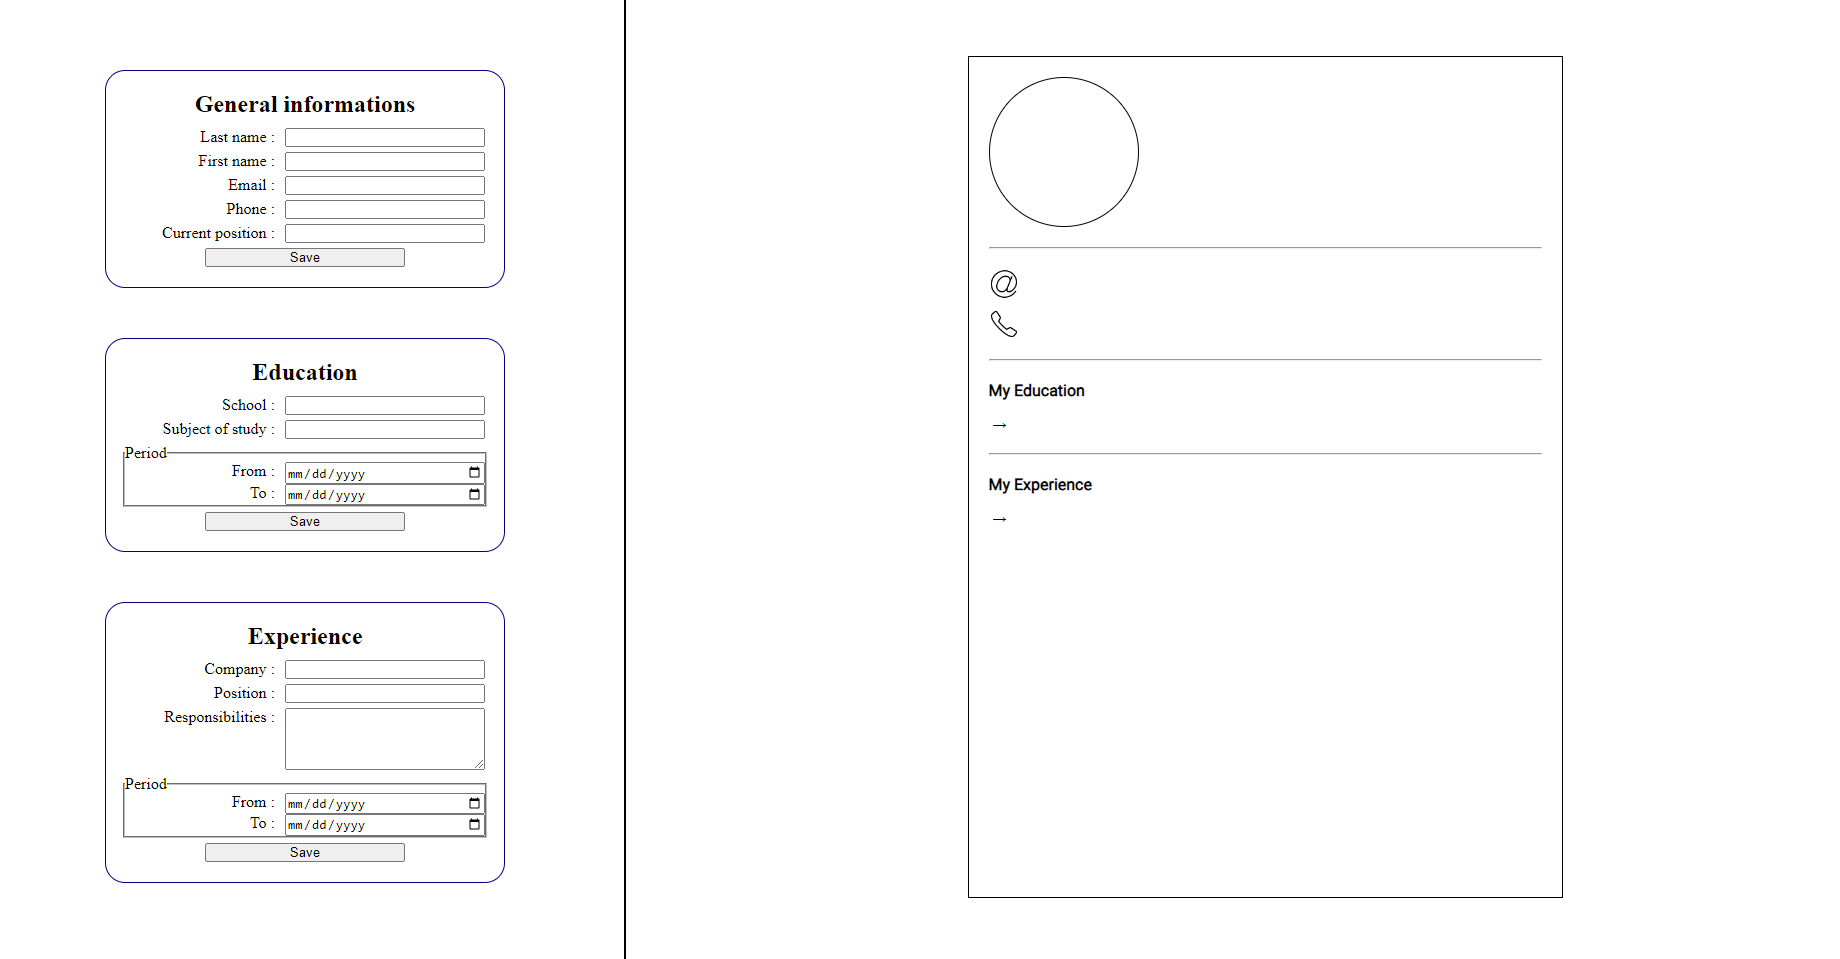 General informations
Last name :
First name :
Email :
Phone :
Current position :
Save
Education
School :
Subject of study :
Period
From : mm/dd/yyyy
To : mm/dd/yyyy
Save
Experience
Company :
Position :
Responsibilities :
Period
From : mm/dd/yyyy
To : mm/dd/yyyy
Save
@
My Education
→
My Experience
→